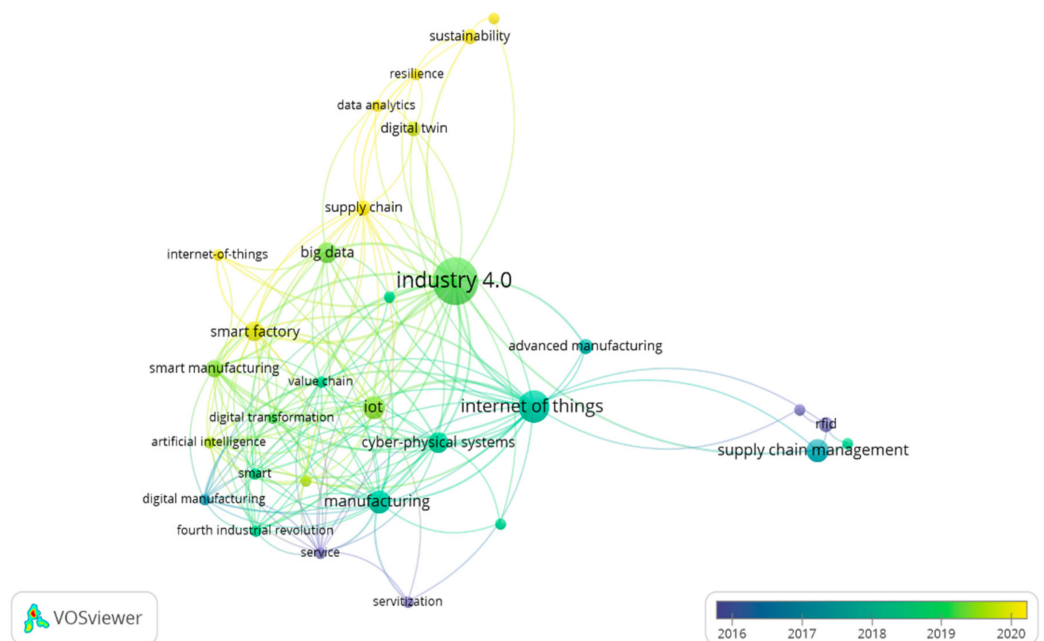 sustainability
resilience
data analytics
digital twin
supply chain
internet-of-things
big data
industry 4.0
smart factory
advanced manufacturing
smart manufacturing
value chain
iot
internet of things
digital transformation
rfid
artificial intelligence
cyber-physical systems
supply chain management
smart
digital manufacturing
manufacturing
fourth industrial revolution
service
servitization
VOSviewer
2016 2017 2018 2019 2020